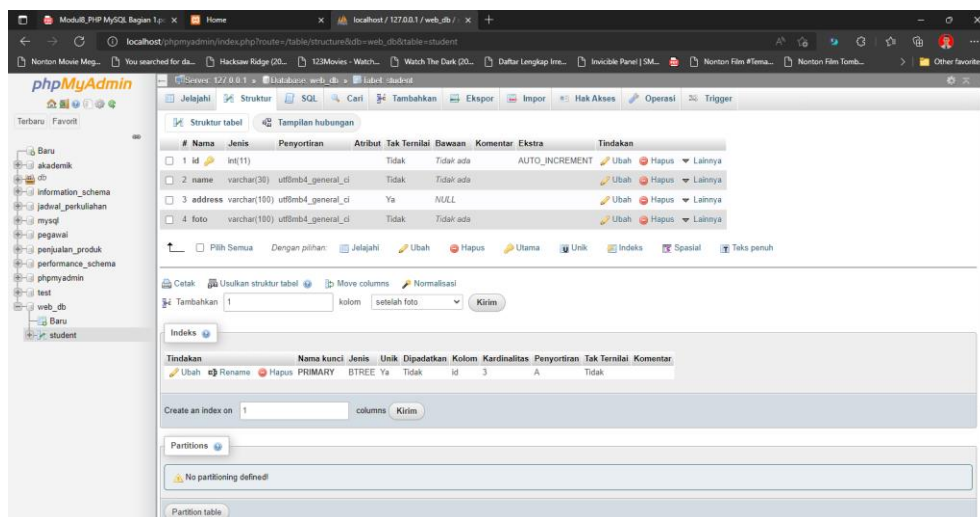 Modul8_PHP MySQL Bagian 1.p
Home
localhost / 127.0.0.1 / web_db /
localhost/phpmyadmin/index.php?route=/table/structure&db=web_db&table=student
Nonton Movie Meg... You searched for da... Hacksaw Ridge (20... 123Movies - Watch... Watch The Dark (20... Daftar Lengkap Irre... Invicible Panel | SM... Nonton Film #Tema... Nonton Film Tomb... Other favorite
phpMyAdmin
Terbaru Favorit
Baru
akademik
db
information_schema
jadwal_perkuliahan
mysql
pegawai
penjualan_produk
performance_schema
phpmyadmin
test
web_db
Baru
student
Server: 127.0.0.1 » Database: web_db » Tabel: student
Jelajahi Struktur SQL Cari Tambahkan Ekspor Impor Hak Akses Operasi Trigger
Struktur tabel Tampilan hubungan
# Nama Jenis Penyortiran Atribut Tak Ternilai Bawaan Komentar Ekstra Tindakan
1 id int(11) Tidak Tidak ada AUTO_INCREMENT Ubah Hapus Lainnya
2 name varchar(30) utf8mb4_general_ci Tidak Tidak ada Ubah Hapus Lainnya
3 address varchar(100) utf8mb4_general_ci Ya NULL Ubah Hapus Lainnya
4 foto varchar(100) utf8mb4_general_ci Tidak Tidak ada Ubah Hapus Lainnya
Pilih Semua Dengan pilihan: Jelajahi Ubah Hapus Utama Unik Indeks Spasial Teks penuh
Cetak Usulkan struktur tabel Move columns Normalisasi
Tambahkan 1 kolom setelah foto Kirim
Indeks
Tindakan Nama kunci Jenis Unik Dipadatkan Kolom Kardinalitas Penyortiran Tak Ternilai Komentar
Ubah Rename Hapus PRIMARY BTREE Ya Tidak id 3 A Tidak
Create an index on 1 columns Kirim
Partitions
No partitioning defined!
Partition table